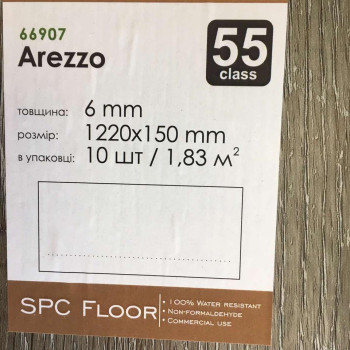 66907
Arezzo
55
class
товщина: 6 mm
розмір: 1220x150 mm
в упаковці: 10 шт / 1,83 м²
SPC Floor
100% Water resistant
Non-formaldehyde
Commercial use